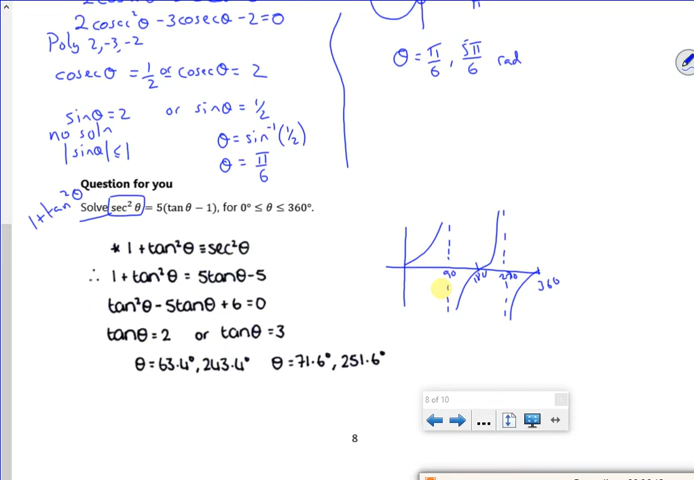 2cosec²θ - 3cosecθ - 2 = 0
Poly 2, -3, -2
cosecθ = 1/2 or cosecθ = 2
sinθ = 2 or sinθ = 1/2
no soln θ = sin⁻¹(1/2)
|sinθ| ≤ 1 θ = π/6
θ = π/6, 5π/6 rad
Question for you
1+tan²θ
Solve sec² θ = 5(tan θ − 1), for 0° ≤ θ ≤ 360°.
* 1 + tan²θ ≡ sec²θ
∴ 1 + tan²θ = 5tanθ - 5
tan²θ - 5tanθ + 6 = 0
tanθ = 2 or tanθ = 3
θ = 63.4°, 243.4° θ = 71.6°, 251.6°
90 180 270 360
8 of 10
8